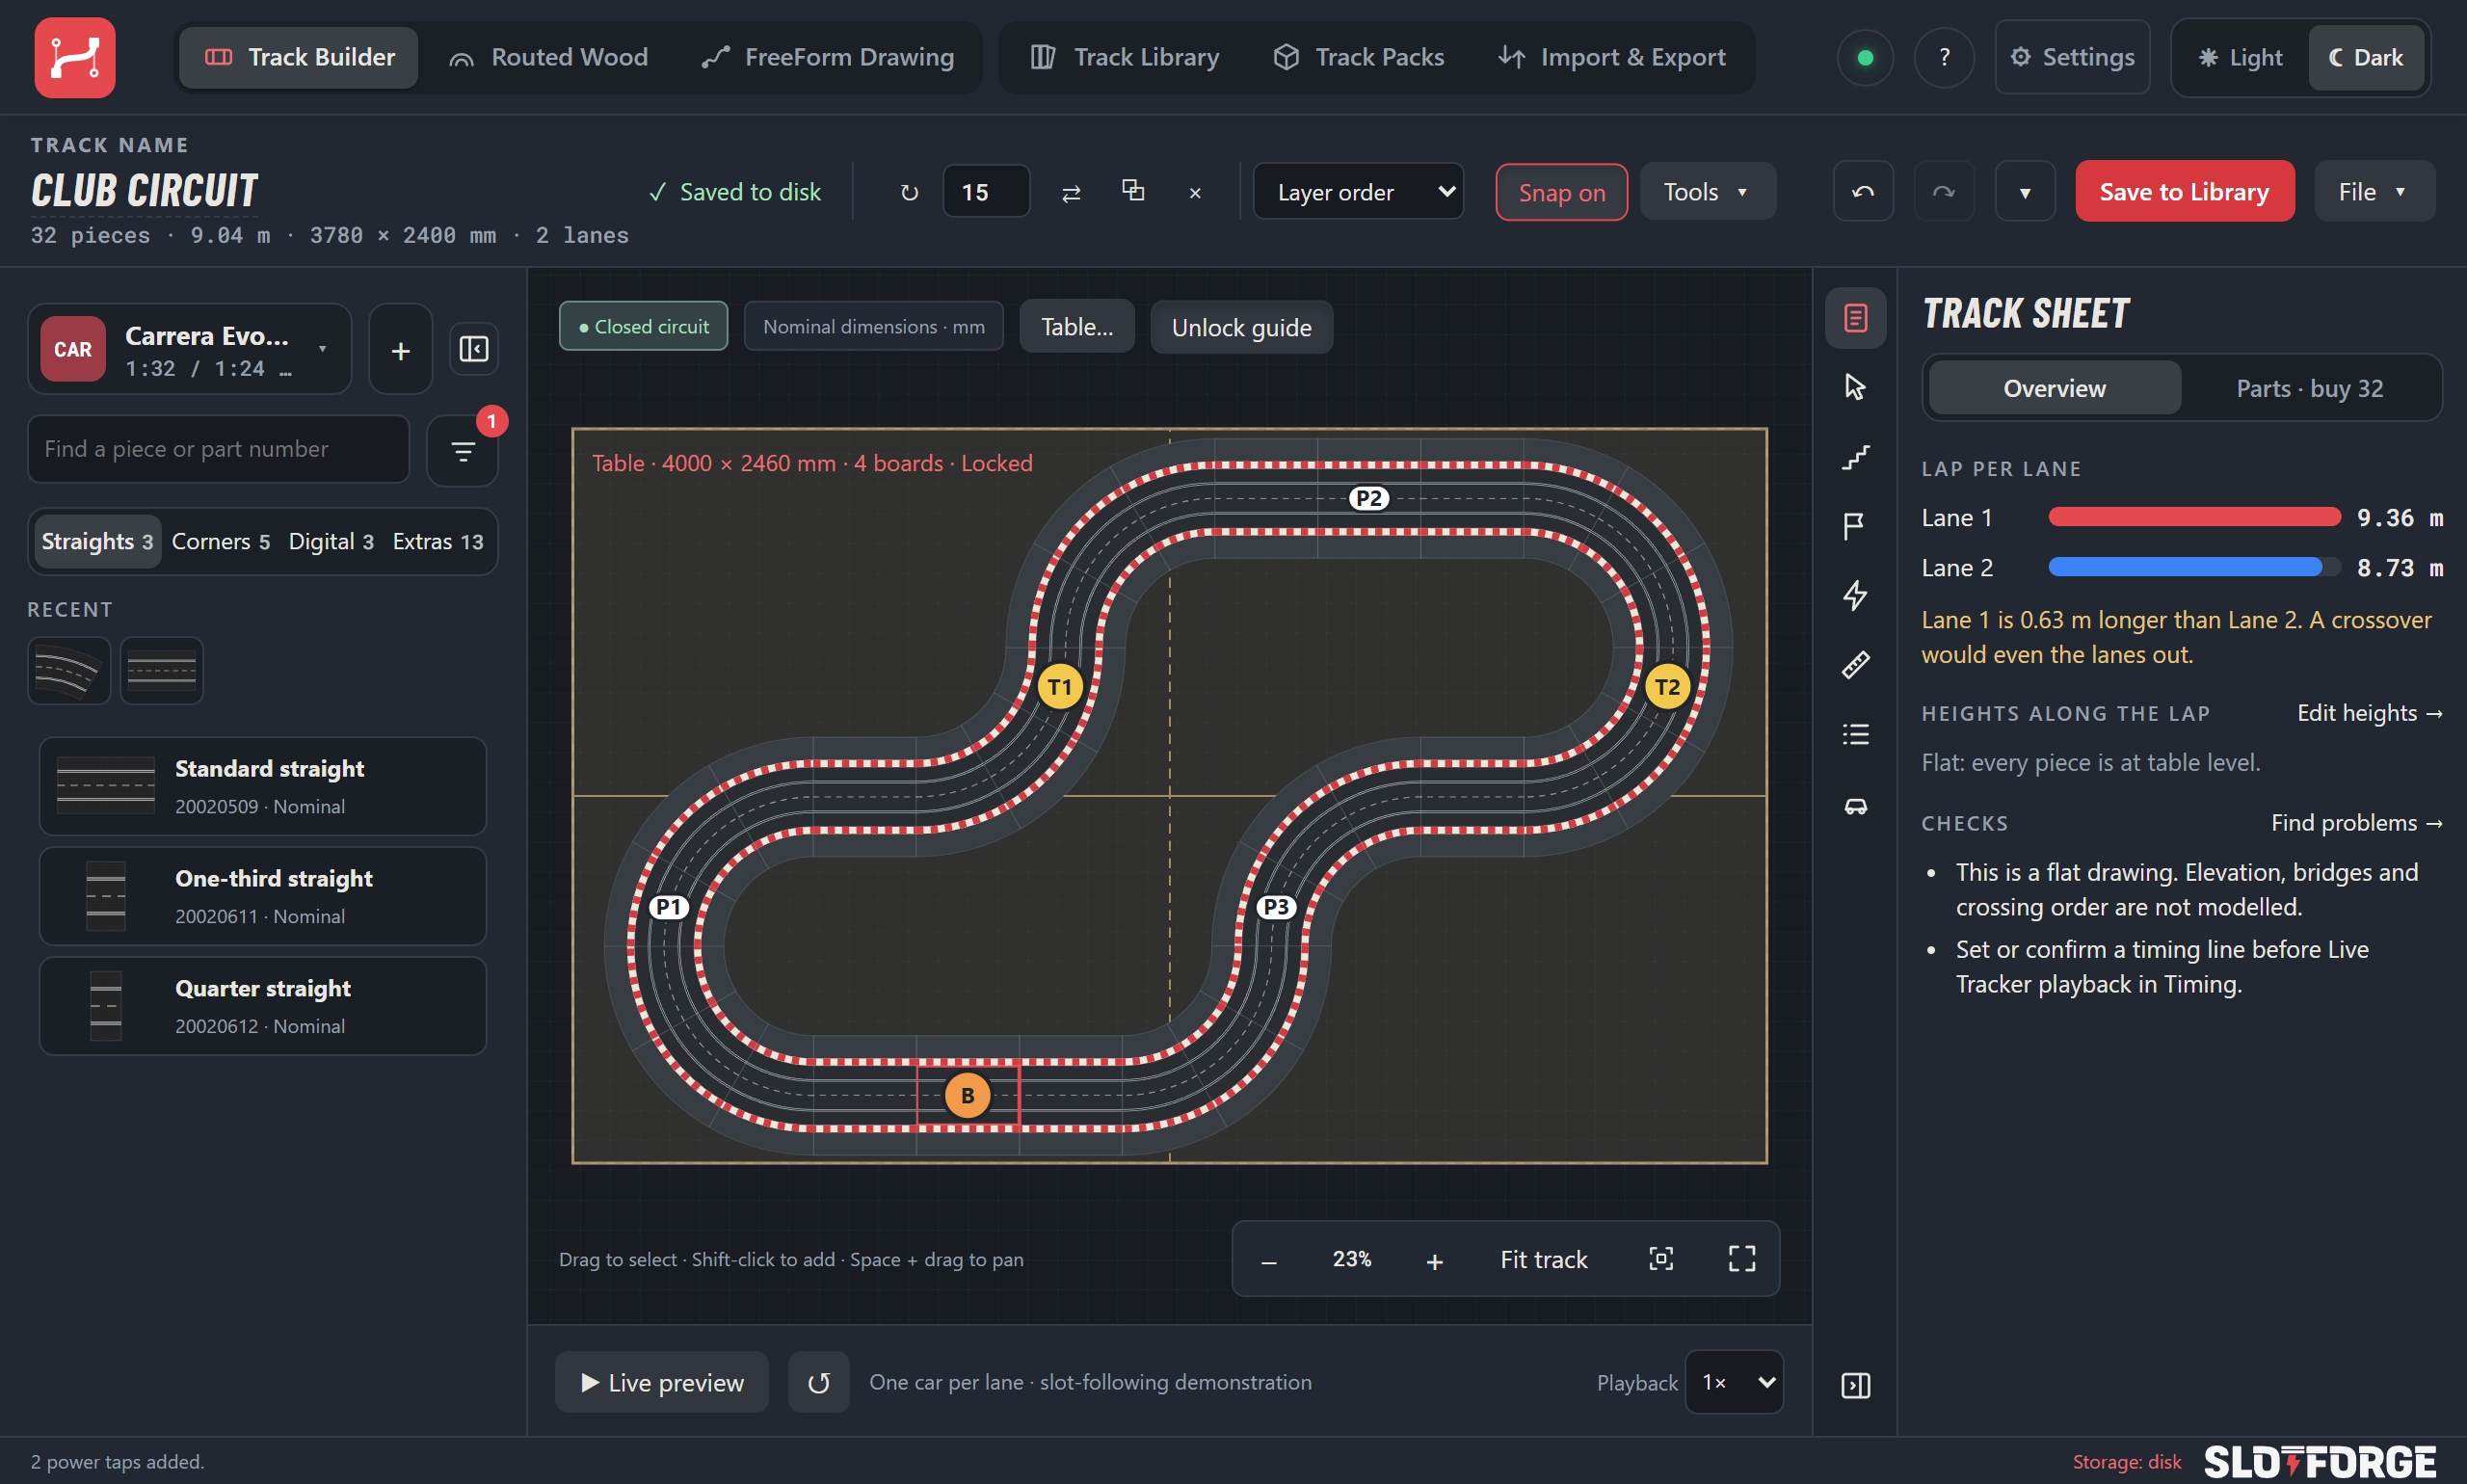 Track Builder
Routed Wood
FreeForm Drawing
Track Library
Track Packs
Import & Export
?
Settings
Light
Dark
TRACK NAME
CLUB CIRCUIT
32 pieces · 9.04 m · 3780 × 2400 mm · 2 lanes
✓ Saved to disk
15
Layer order
Snap on
Tools
Save to Library
File
CAR
Carrera Evo...
1:32 / 1:24 …
+
Find a piece or part number
1
Straights 3
Corners 5
Digital 3
Extras 13
RECENT
Standard straight
20020509 · Nominal
One-third straight
20020611 · Nominal
Quarter straight
20020612 · Nominal
Closed circuit
Nominal dimensions · mm
Table...
Unlock guide
Table · 4000 × 2460 mm · 4 boards · Locked
P2
T1
T2
P1
P3
B
Drag to select · Shift-click to add · Space + drag to pan
– 23% + Fit track
Live preview
One car per lane · slot-following demonstration
Playback
1×
TRACK SHEET
Overview
Parts · buy 32
LAP PER LANE
Lane 1 9.36 m
Lane 2 8.73 m
Lane 1 is 0.63 m longer than Lane 2. A crossover
would even the lanes out.
HEIGHTS ALONG THE LAP
Edit heights →
Flat: every piece is at table level.
CHECKS
Find problems →
• This is a flat drawing. Elevation, bridges and
crossing order are not modelled.
• Set or confirm a timing line before Live
Tracker playback in Timing.
2 power taps added.
Storage: disk
SLOTFORGE